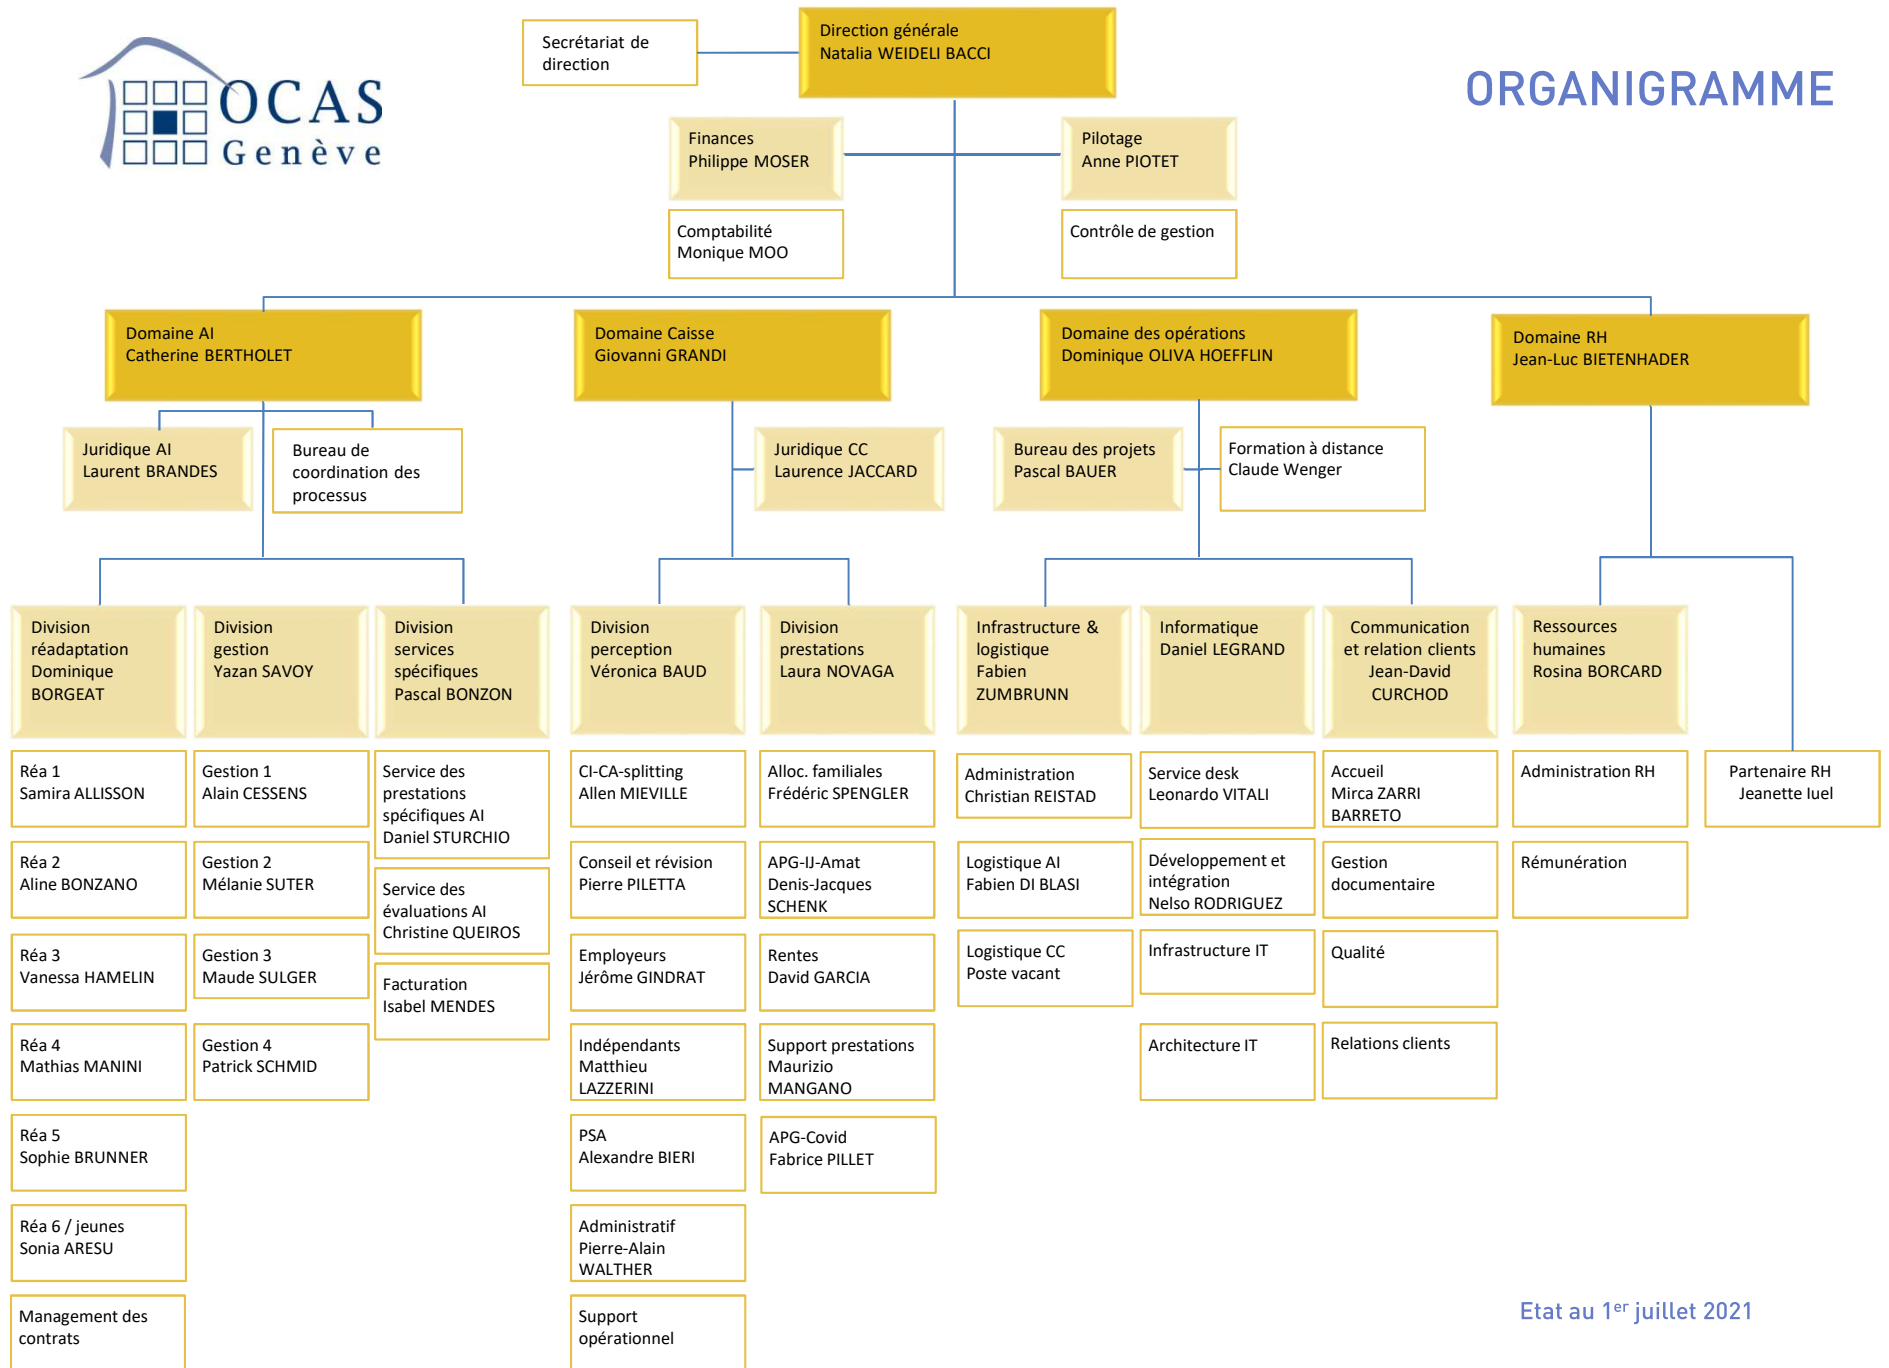 OCAS
Genève
ORGANIGRAMME
Secrétariat de
direction
Direction générale
Natalia WEIDELI BACCI
Finances
Philippe MOSER
Pilotage
Anne PIOTET
Comptabilité
Monique MOO
Contrôle de gestion
Domaine AI
Catherine BERTHOLET
Domaine Caisse
Giovanni GRANDI
Domaine des opérations
Dominique OLIVA HOEFFLIN
Domaine RH
Jean-Luc BIETENHADER
Juridique AI
Laurent BRANDES
Bureau de
coordination des
processus
Juridique CC
Laurence JACCARD
Bureau des projets
Pascal BAUER
Formation à distance
Claude Wenger
Division
réadaptation
Dominique
BORGEAT
Division
gestion
Yazan SAVOY
Division
services
spécifiques
Pascal BONZON
Division
perception
Véronica BAUD
Division
prestations
Laura NOVAGA
Infrastructure &
logistique
Fabien
ZUMBRUNN
Informatique
Daniel LEGRAND
Communication
et relation clients
Jean-David
CURCHOD
Ressources
humaines
Rosina BORCARD
Réa 1
Samira ALLISSON
Réa 2
Aline BONZANO
Réa 3
Vanessa HAMELIN
Réa 4
Mathias MANINI
Réa 5
Sophie BRUNNER
Réa 6 / jeunes
Sonia ARESU
Management des
contrats
Gestion 1
Alain CESSENS
Gestion 2
Mélanie SUTER
Gestion 3
Maude SULGER
Gestion 4
Patrick SCHMID
Service des
prestations
spécifiques AI
Daniel STURCHIO
Service des
évaluations AI
Christine QUEIROS
Facturation
Isabel MENDES
CI-CA-splitting
Allen MIEVILLE
Conseil et révision
Pierre PILETTA
Employeurs
Jérôme GINDRAT
Indépendants
Matthieu
LAZZERINI
PSA
Alexandre BIERI
Administratif
Pierre-Alain
WALTHER
Support
opérationnel
Alloc. familiales
Frédéric SPENGLER
APG-IJ-Amat
Denis-Jacques
SCHENK
Rentes
David GARCIA
Support prestations
Maurizio
MANGANO
APG-Covid
Fabrice PILLET
Administration
Christian REISTAD
Logistique AI
Fabien DI BLASI
Logistique CC
Poste vacant
Service desk
Leonardo VITALI
Développement et
intégration
Nelso RODRIGUEZ
Infrastructure IT
Architecture IT
Accueil
Mirca ZARRI
BARRETO
Gestion
documentaire
Qualité
Relations clients
Administration RH
Rémunération
Partenaire RH
Jeanette Iuel
Etat au 1er juillet 2021